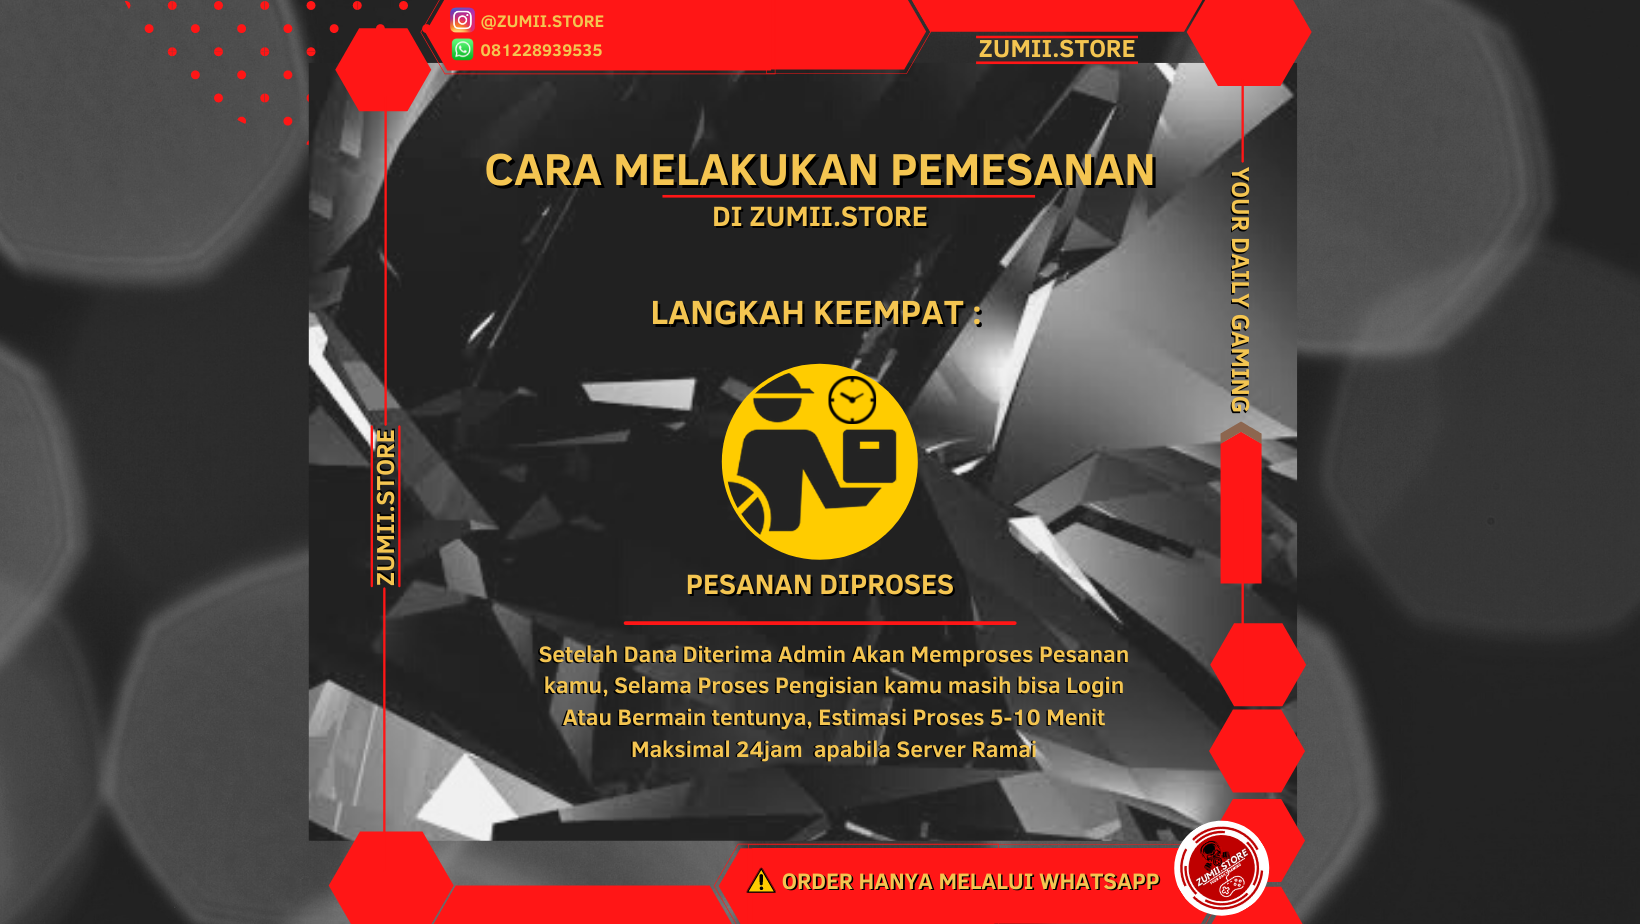 @ZUMII.STORE
081228939535
ZUMII.STORE
CARA MELAKUKAN PEMESANAN
DI ZUMII.STORE
YOUR DAILY GAMING
LANGKAH KEEMPAT :
ZUMII.STORE
PESANAN DIPROSES
Setelah Dana Diterima Admin Akan Memproses Pesanan
kamu, Selama Proses Pengisian kamu masih bisa Login
Atau Bermain tentunya, Estimasi Proses 5-10 Menit
Maksimal 24jam apabila Server Ramai
ORDER HANYA MELALUI WHATSAPP
ZUMII.STORE